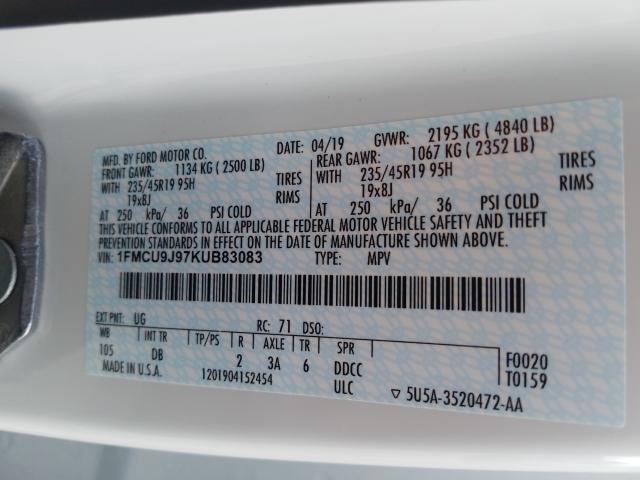 MFD. BY FORD MOTOR CO.
DATE: 04/19 GVWR: 2195 KG ( 4840 LB)
FRONT GAWR: 1134 KG ( 2500 LB)
REAR GAWR: 1067 KG ( 2352 LB)
WITH 235/45R19 95H TIRES
WITH 235/45R19 95H TIRES
19x8J RIMS
19x8J RIMS
AT 250 kPa/ 36 PSI COLD
AT 250 kPa/ 36 PSI COLD
THIS VEHICLE CONFORMS TO ALL APPLICABLE FEDERAL MOTOR VEHICLE SAFETY AND THEFT
PREVENTION STANDARDS IN EFFECT ON THE DATE OF MANUFACTURE SHOWN ABOVE.
VIN: 1FMCU9J97KUB83083 TYPE: MPV
EXT PNT: UG RC: 71 DSO:
WB INT TR TP/PS R AXLE TR SPR
105 DB 2 3A 6 DDCC F0020
MADE IN U.S.A. 1201904152454 ULC T0159
▽ 5U5A-3520472-AA